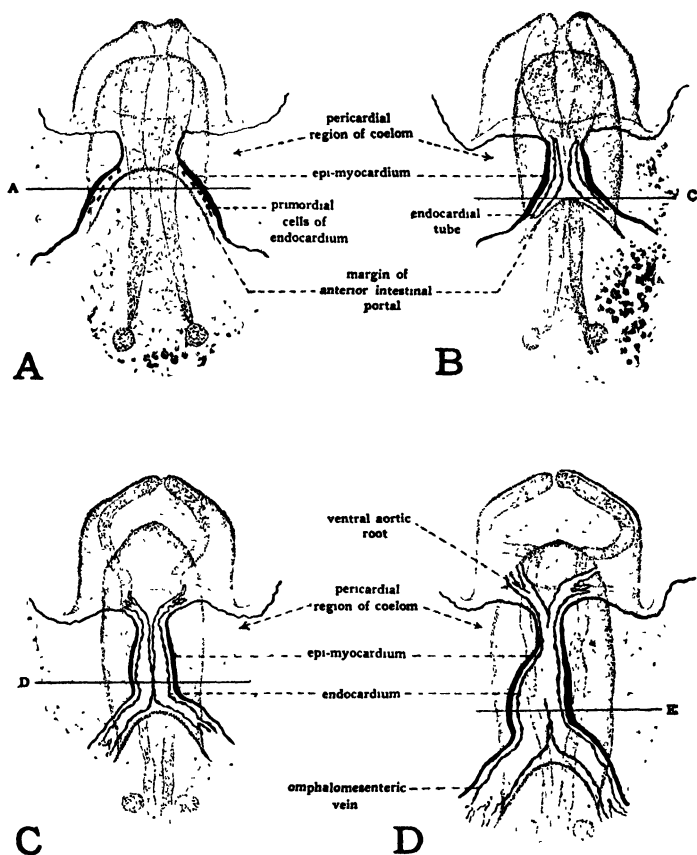 pericardial
region of coelom
epi-myocardium
A
C
primordial
cells of
endocardium
endocardial
tube
margin of
anterior intestinal
portal
A
B
ventral aortic
root
pericardial
region of coelom
epi-myocardium
D
endocardium
E
omphalomesenteric
vein
C
D